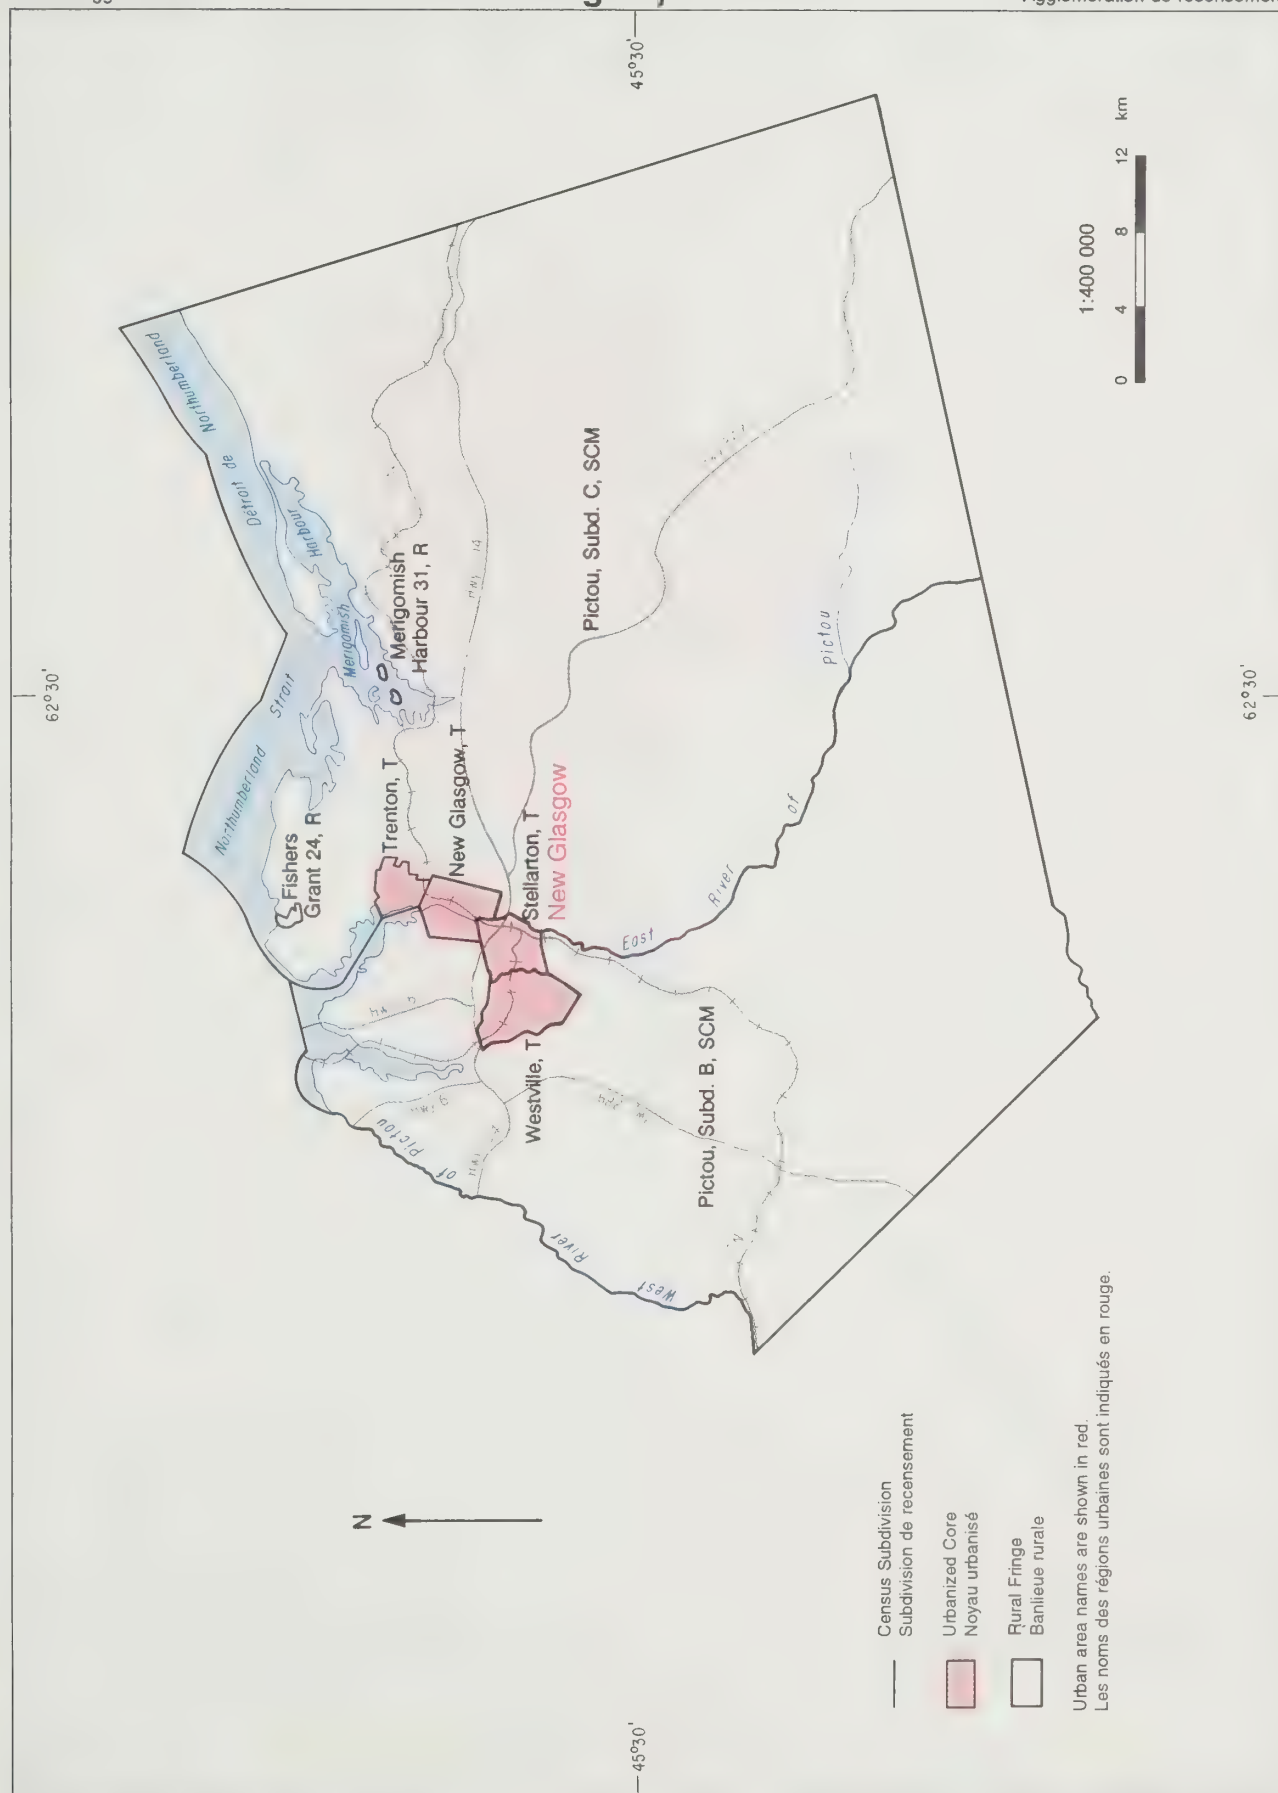 Agglomération de recensement
45°30'
62°30'
Détroit de Northumberland
Northumberland Strait
Merigomish Harbour
Merigomish
Harbour 31, R
Fishers
Grant 24, R
Trenton, T
New Glasgow, T
Stellarton, T
New Glasgow
Westville, T
Pictou, Subd. C, SCM
Pictou, Subd. B, SCM
East River of Pictou
West River of Pictou
1:400 000
0 4 8 12 km
N
62°30'
45°30'
Census Subdivision
Subdivision de recensement
Urbanized Core
Noyau urbanisé
Rural Fringe
Banlieue rurale
Urban area names are shown in red.
Les noms des régions urbaines sont indiqués en rouge.